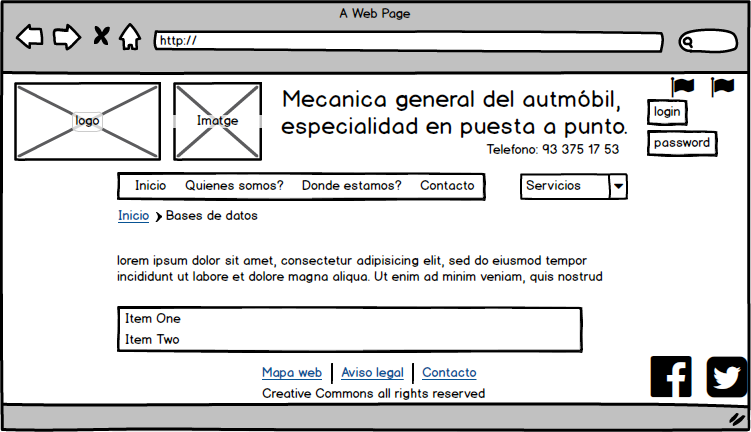 A Web Page
http://
logo
Imatge
Mecanica general del autmóbil,
especialidad en puesta a punto.
Telefono: 93 375 17 53
login
password
Inicio Quienes somos? Donde estamos? Contacto
Servicios
Inicio Bases de datos
lorem ipsum dolor sit amet, consectetur adipisicing elit, sed do eiusmod tempor
incididunt ut labore et dolore magna aliqua. Ut enim ad minim veniam, quis nostrud
Item One
Item Two
Mapa web Aviso legal Contacto
Creative Commons all rights reserved